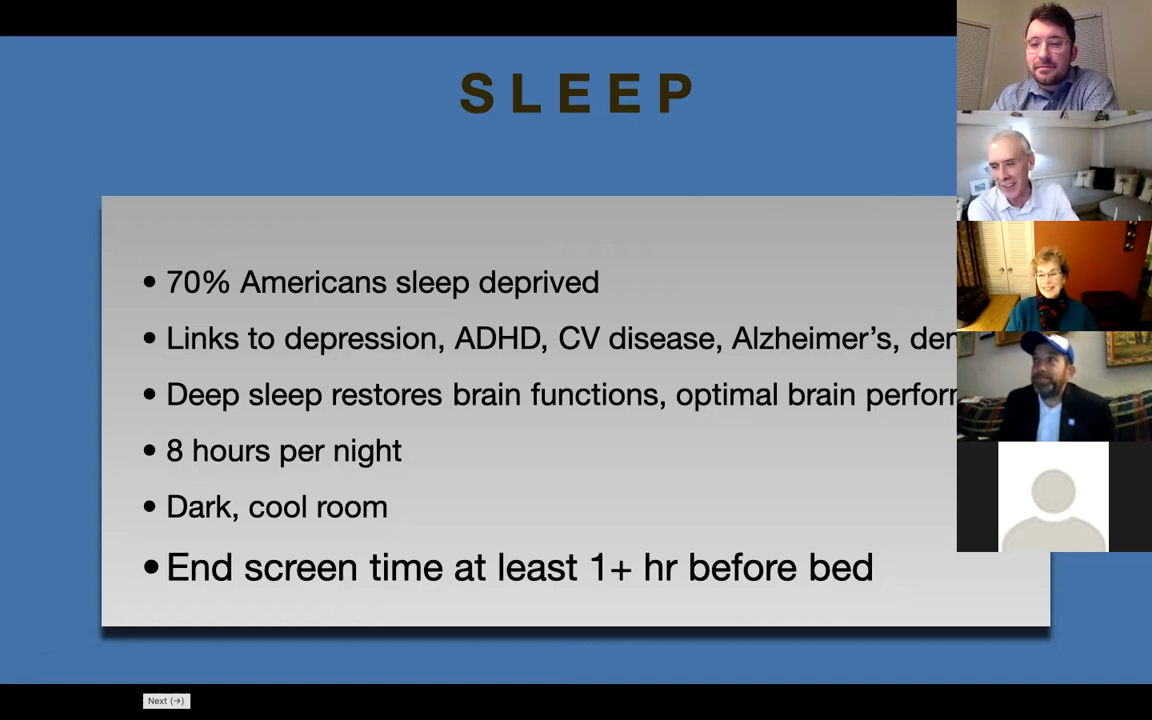 SLEEP
• 70% Americans sleep deprived
• Links to depression, ADHD, CV disease, Alzheimer’s,
• Deep sleep restores brain functions, optimal brain
• 8 hours per night
• Dark, cool room
• End screen time at least 1+ hr before bed
Next (→)